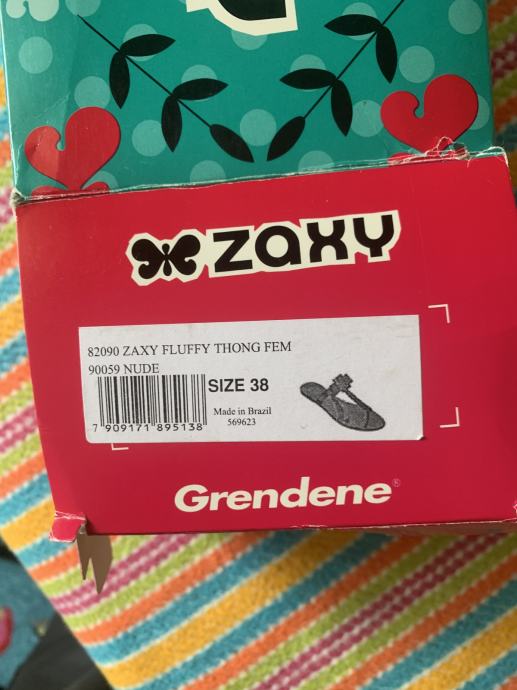 zaxy
82090 ZAXY FLUFFY THONG FEM
90059 NUDE
SIZE 38
Made in Brazil
569623
7 909171 895138
Grendene®